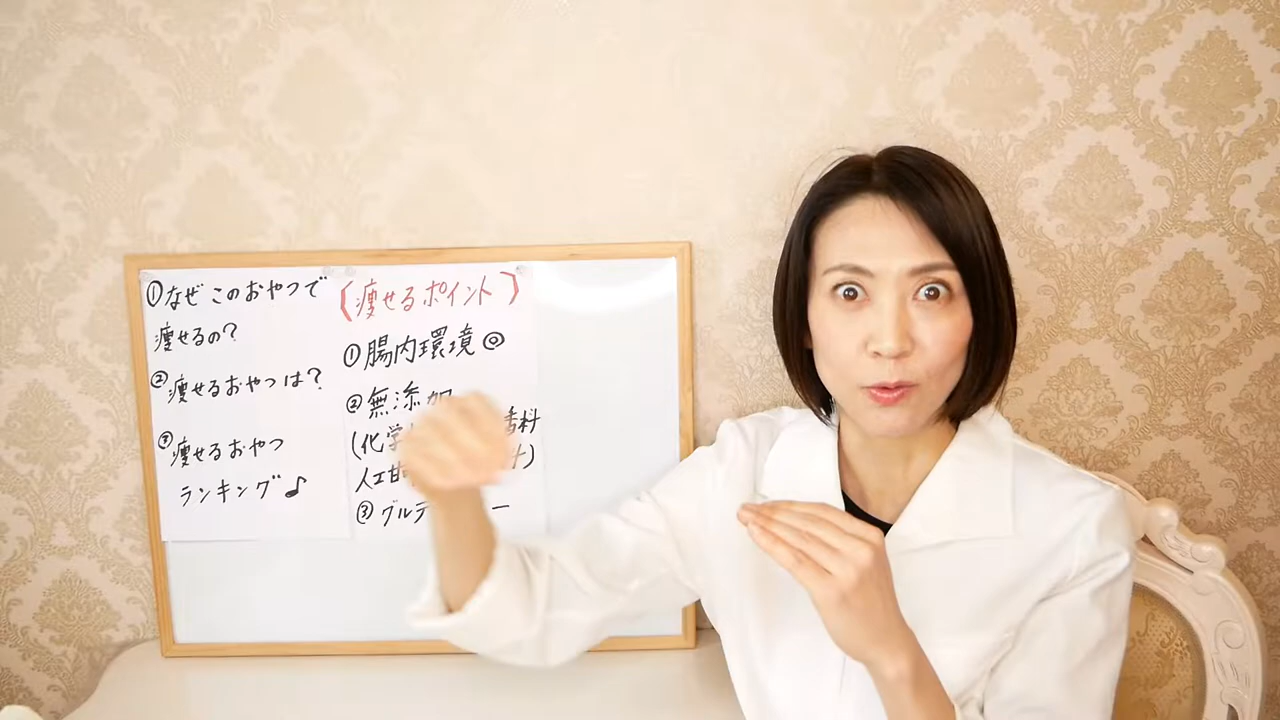 ①なぜこのおやつで
痩せるの？
②痩せるおやつは？
③痩せるおやつ
ランキング♪
（痩せるポイント）
①腸内環境◎
②無添加
(化学 香料
人工甘 )
③グルテ ー